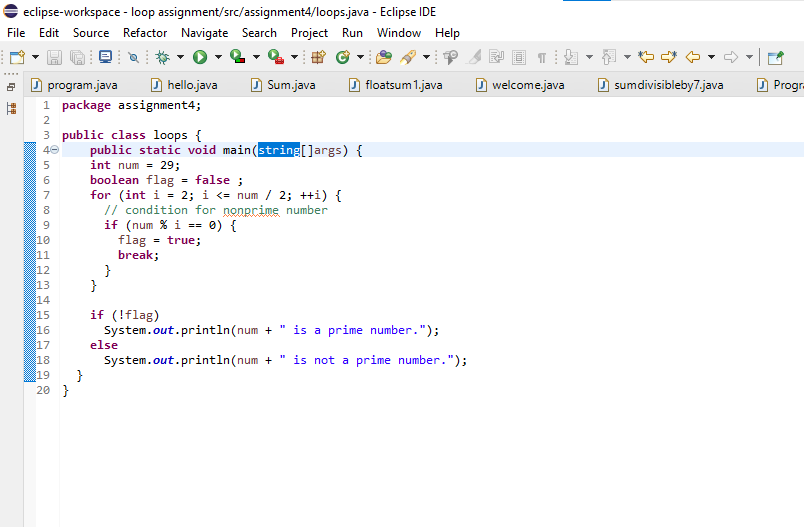 eclipse-workspace - loop assignment/src/assignment4/loops.java - Eclipse IDE
File Edit Source Refactor Navigate Search Project Run Window Help
program.java hello.java Sum.java floatsum1.java welcome.java sumdivisibleby7.java Progr
1 package assignment4;
2
3 public class loops {
4 public static void main(string[]args) {
5 int num = 29;
6 boolean flag = false ;
7 for (int i = 2; i <= num / 2; ++i) {
8 // condition for nonprime number
9 if (num % i == 0) {
10 flag = true;
11 break;
12 }
13 }
14
15 if (!flag)
16 System.out.println(num + " is a prime number.");
17 else
18 System.out.println(num + " is not a prime number.");
19 }
20 }